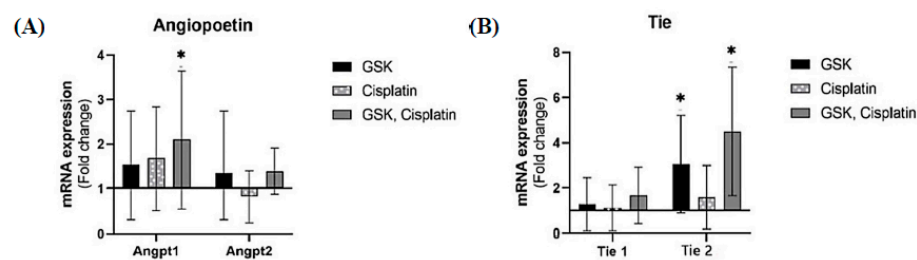 (A)
Angiopoetin
mRNA expression
(Fold change)
4
3
2
1
0
*
Angpt1
Angpt2
GSK
Cisplatin
GSK, Cisplatin
(B)
Tie
mRNA expression
(Fold change)
8
6
4
2
0
*
*
Tie 1
Tie 2
GSK
Cisplatin
GSK, Cisplatin